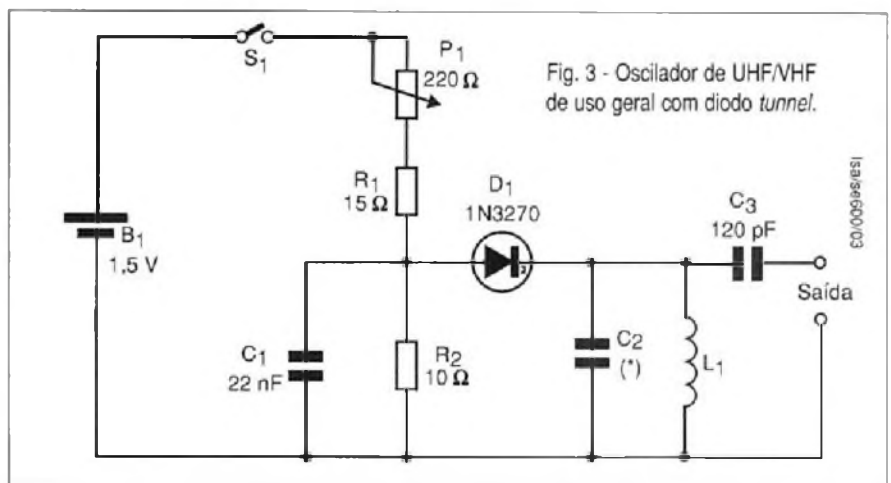 S1
P1
220 Ω
Fig. 3 - Oscilador de UHF/VHF
de uso geral com diodo tunnel.
R1
15 Ω
D1
1N3270
C3
120 pF
lsa/se600/03
B1
1,5 V
Saída
C1
22 nF
R2
10 Ω
C2
(*)
L1